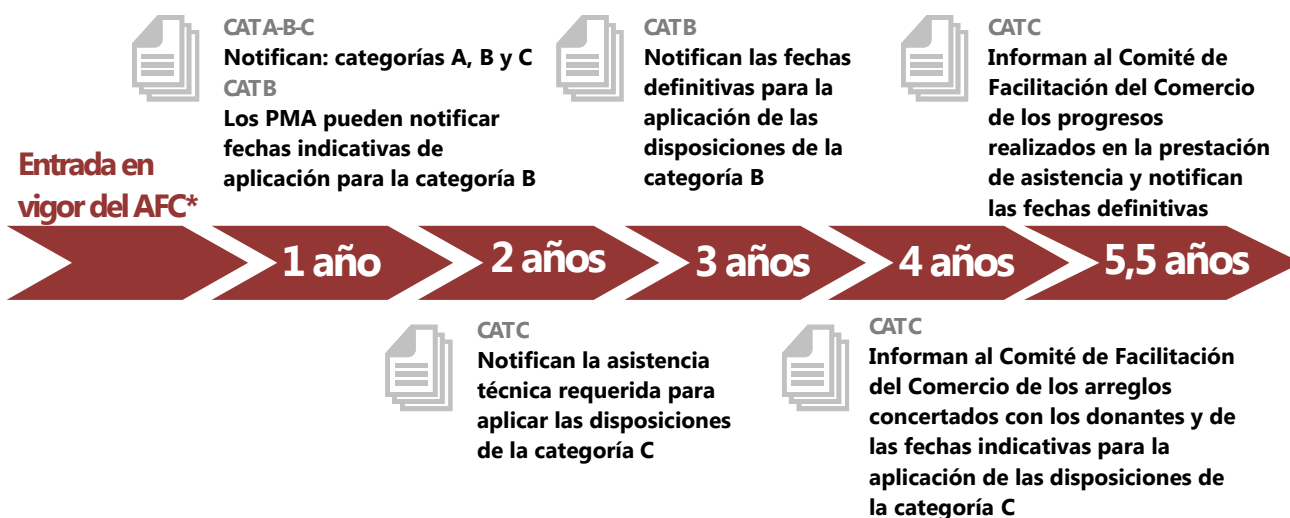 CAT A-B-C
Notifican: categorías A, B y C
CAT B
Los PMA pueden notificar
fechas indicativas de
aplicación para la categoría B
CAT B
Notifican las fechas
definitivas para la
aplicación de las
disposiciones de la
categoría B
CAT C
Informan al Comité de
Facilitación del Comercio
de los progresos
realizados en la prestación
de asistencia y notifican
las fechas definitivas
Entrada en
vigor del AFC*
1 año
2 años
3 años
4 años
5,5 años
CAT C
Notifican la asistencia
técnica requerida para
aplicar las disposiciones
de la categoría C
CAT C
Informan al Comité de Facilitación
del Comercio de los arreglos
concertados con los donantes y de
las fechas indicativas para la
aplicación de las disposiciones de
la categoría C